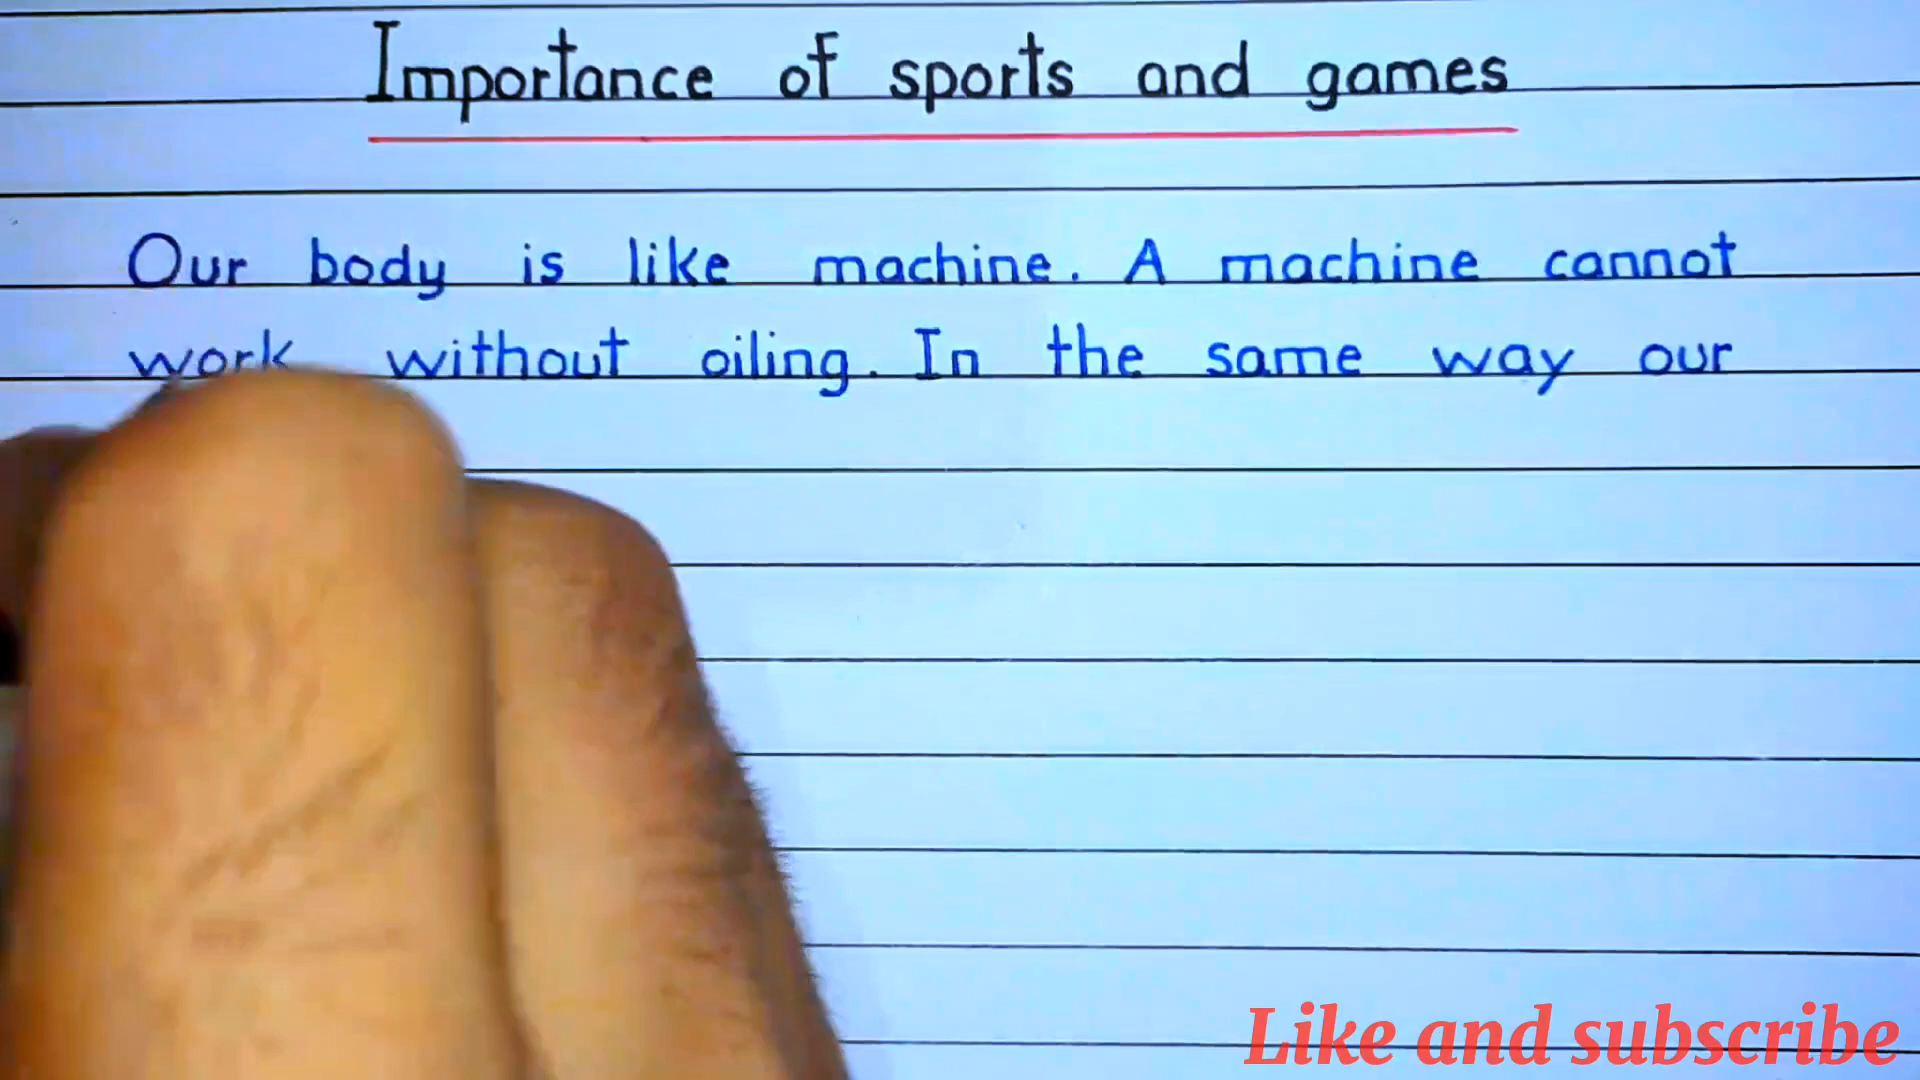 Importance of sports and games
Our body is like machine. A machine cannot
work without oiling. In the same way our
Like and subscribe